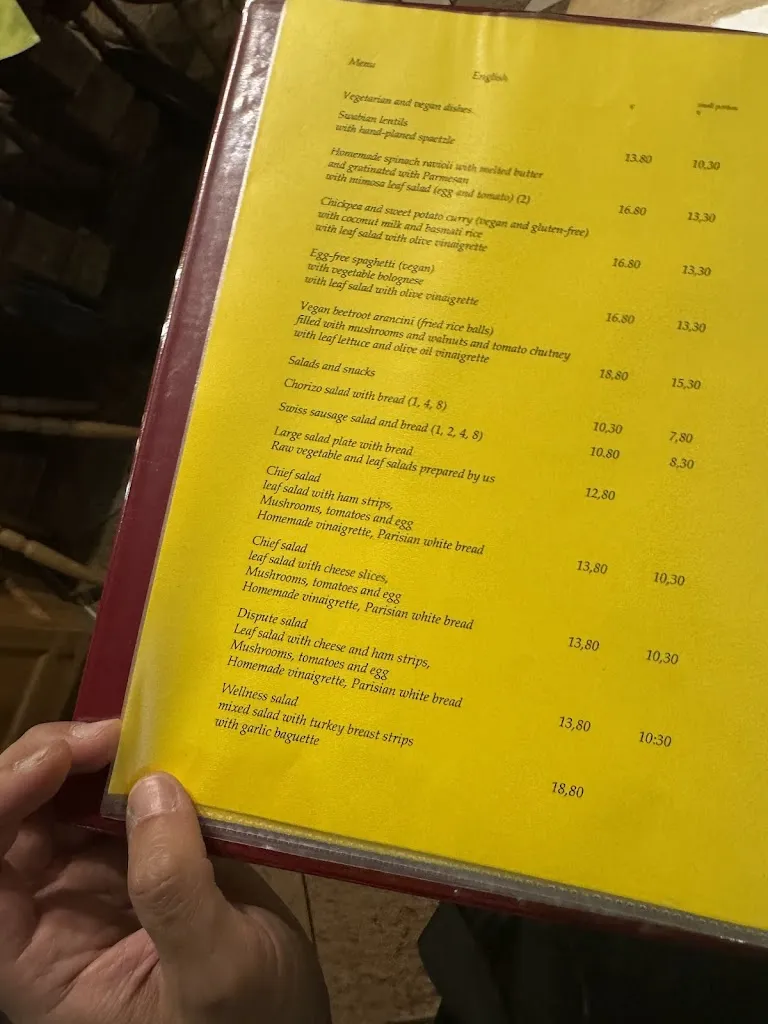 Menu English
Vegetarian and vegan dishes. small portion
Swabian lentils
with hand-planed spaetzle 13.80 10,30
Homemade spinach ravioli with melted butter
and gratinated with Parmesan
with mimosa leaf salad (egg and tomato) (2) 16.80 13,30
Chickpea and sweet potato curry (vegan and gluten-free)
with coconut milk and basmati rice
with leaf salad with olive vinaigrette 16.80 13,30
Egg-free spaghetti (vegan)
with vegetable bolognese
with leaf salad with olive vinaigrette 16.80 13,30
Vegan beetroot arancini (fried rice balls)
filled with mushrooms and walnuts and tomato chutney
with leaf lettuce and olive oil vinaigrette 18,80 15,30
Salads and snacks
Chorizo salad with bread (1, 4, 8) 10,30 7,80
Swiss sausage salad and bread (1, 2, 4, 8) 10.80 8,30
Large salad plate with bread
Raw vegetable and leaf salads prepared by us 12,80
Chief salad
leaf salad with ham strips,
Mushrooms, tomatoes and egg
Homemade vinaigrette, Parisian white bread 13,80 10,30
Chief salad
leaf salad with cheese slices,
Mushrooms, tomatoes and egg
Homemade vinaigrette, Parisian white bread 13,80 10,30
Dispute salad
Leaf salad with cheese and ham strips,
Mushrooms, tomatoes and egg
Homemade vinaigrette, Parisian white bread 13,80 10:30
Wellness salad
mixed salad with turkey breast strips
with garlic baguette 18,80